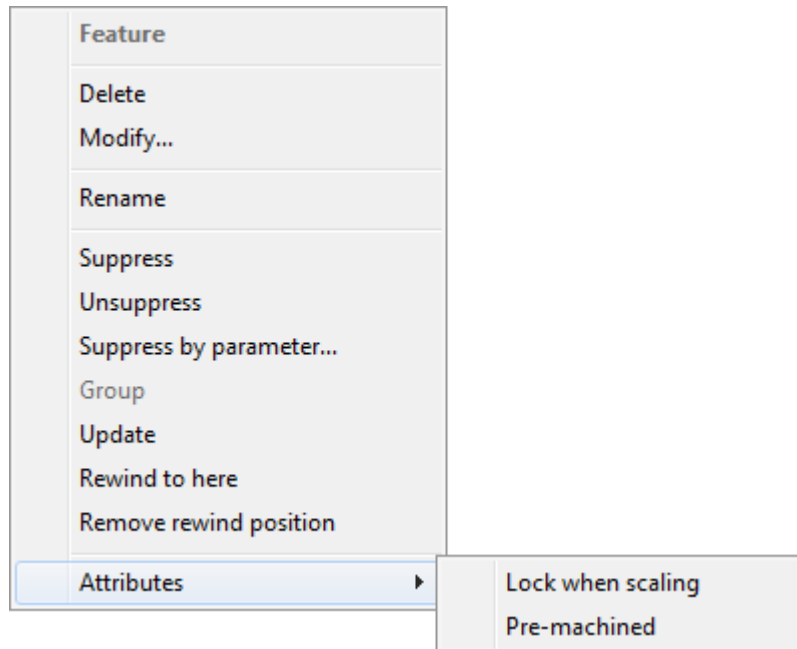 Feature
Delete
Modify...
Rename
Suppress
Unsuppress
Suppress by parameter...
Group
Update
Rewind to here
Remove rewind position
Attributes
Lock when scaling
Pre-machined